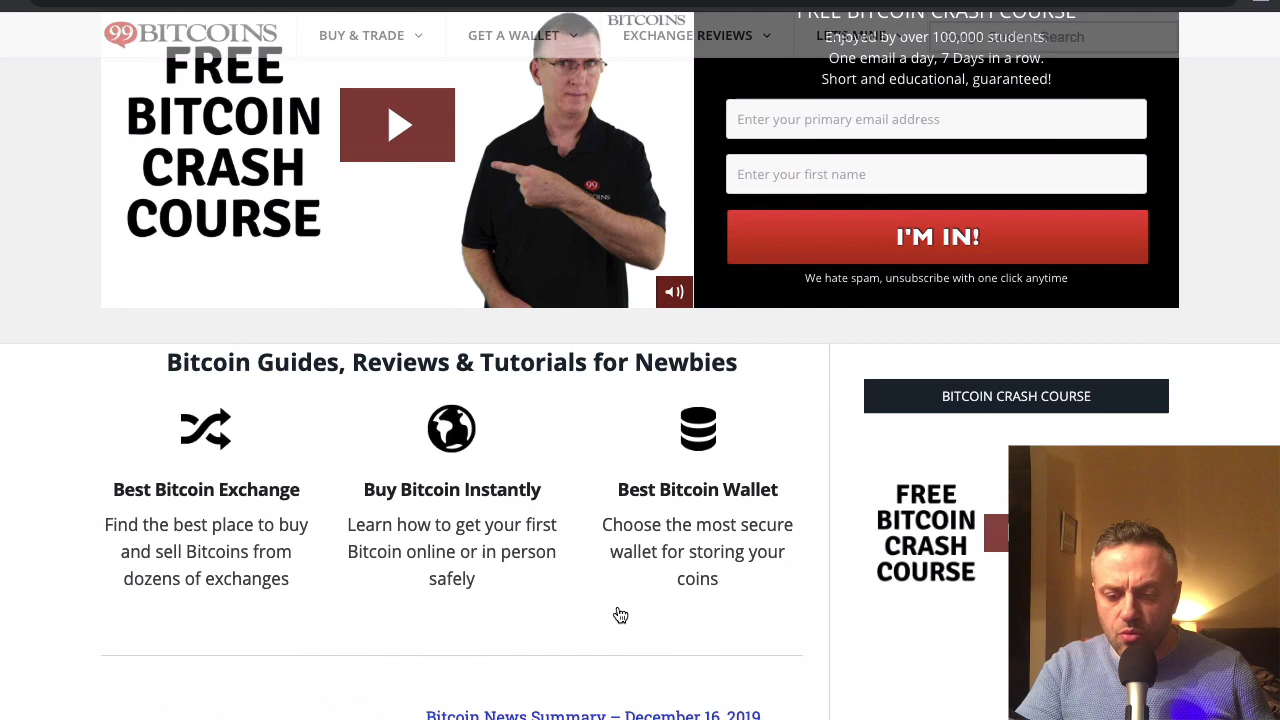 99BITCOINS
BUY & TRADE
GET A WALLET
EXCHANGE REVIEWS
Search
BITCOINS
FREE
BITCOIN
CRASH
COURSE
99
FREE BITCOIN CRASH COURSE
Enjoyed by over 100,000 students.
One email a day, 7 Days in a row.
Short and educational, guaranteed!
Enter your primary email address
Enter your first name
I'M IN!
We hate spam, unsubscribe with one click anytime
Bitcoin Guides, Reviews & Tutorials for Newbies
Best Bitcoin Exchange
Find the best place to buy
and sell Bitcoins from
dozens of exchanges
Buy Bitcoin Instantly
Learn how to get your first
Bitcoin online or in person
safely
Best Bitcoin Wallet
Choose the most secure
wallet for storing your
coins
Bitcoin News Summary – December 16, 2019
BITCOIN CRASH COURSE
FREE
BITCOIN
CRASH
COURSE